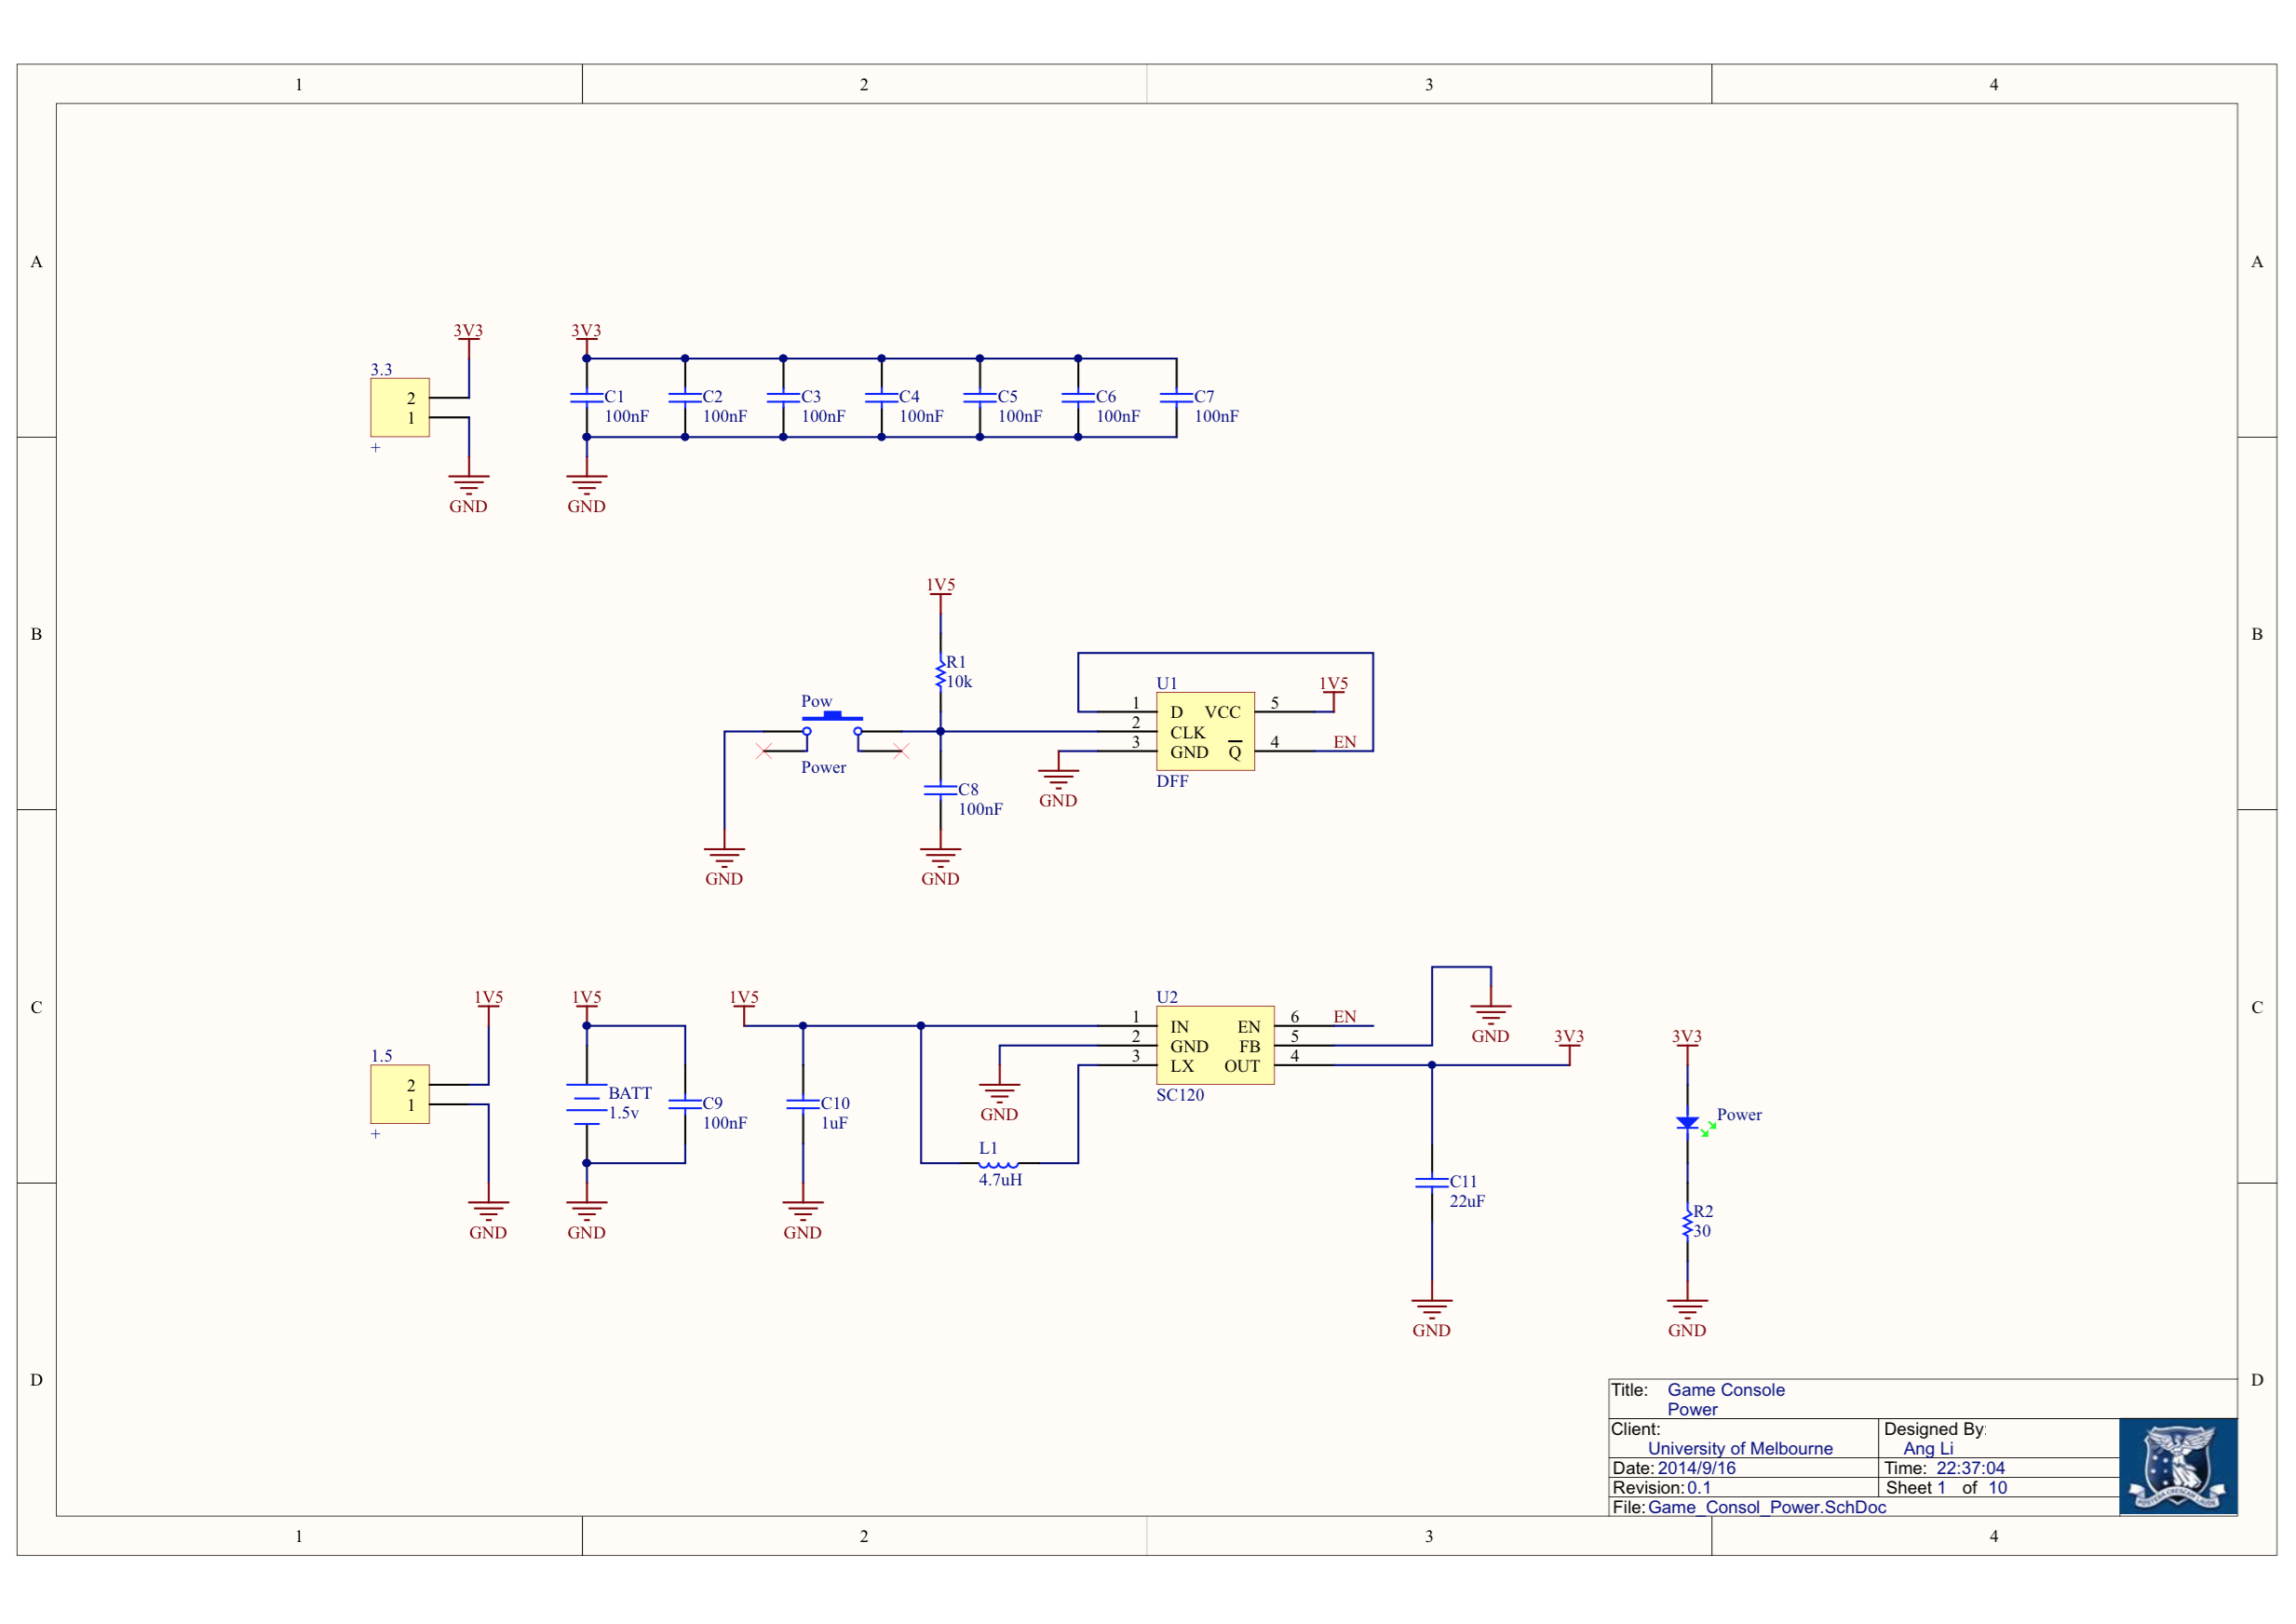 1 2 3 4
A A
3V3 3V3
3.3
2
1
+
C1 C2 C3 C4 C5 C6 C7
100nF 100nF 100nF 100nF 100nF 100nF 100nF
GND GND
1V5
B B
R1
10k
U1
1V5
Pow
1 D VCC 5
2 CLK
3 GND Q 4 EN
Power
DFF
C8
100nF
GND
GND GND
1V5 1V5 1V5
U2
C C
1 IN EN 6 EN
2 GND FB 5
3 LX OUT 4
GND
3V3 3V3
1.5
2
1
+
SC120
BATT
1.5v
C9
100nF
C10
1uF
GND
Power
L1
4.7uH
C11
22uF
R2
30
GND GND GND
GND GND
D D
Title: Game Console
Power
Client: Designed By:
University of Melbourne Ang Li
Date: 2014/9/16 Time: 22:37:04
Revision: 0.1 Sheet 1 of 10
File: Game_Consol_Power.SchDoc
1 2 3 4